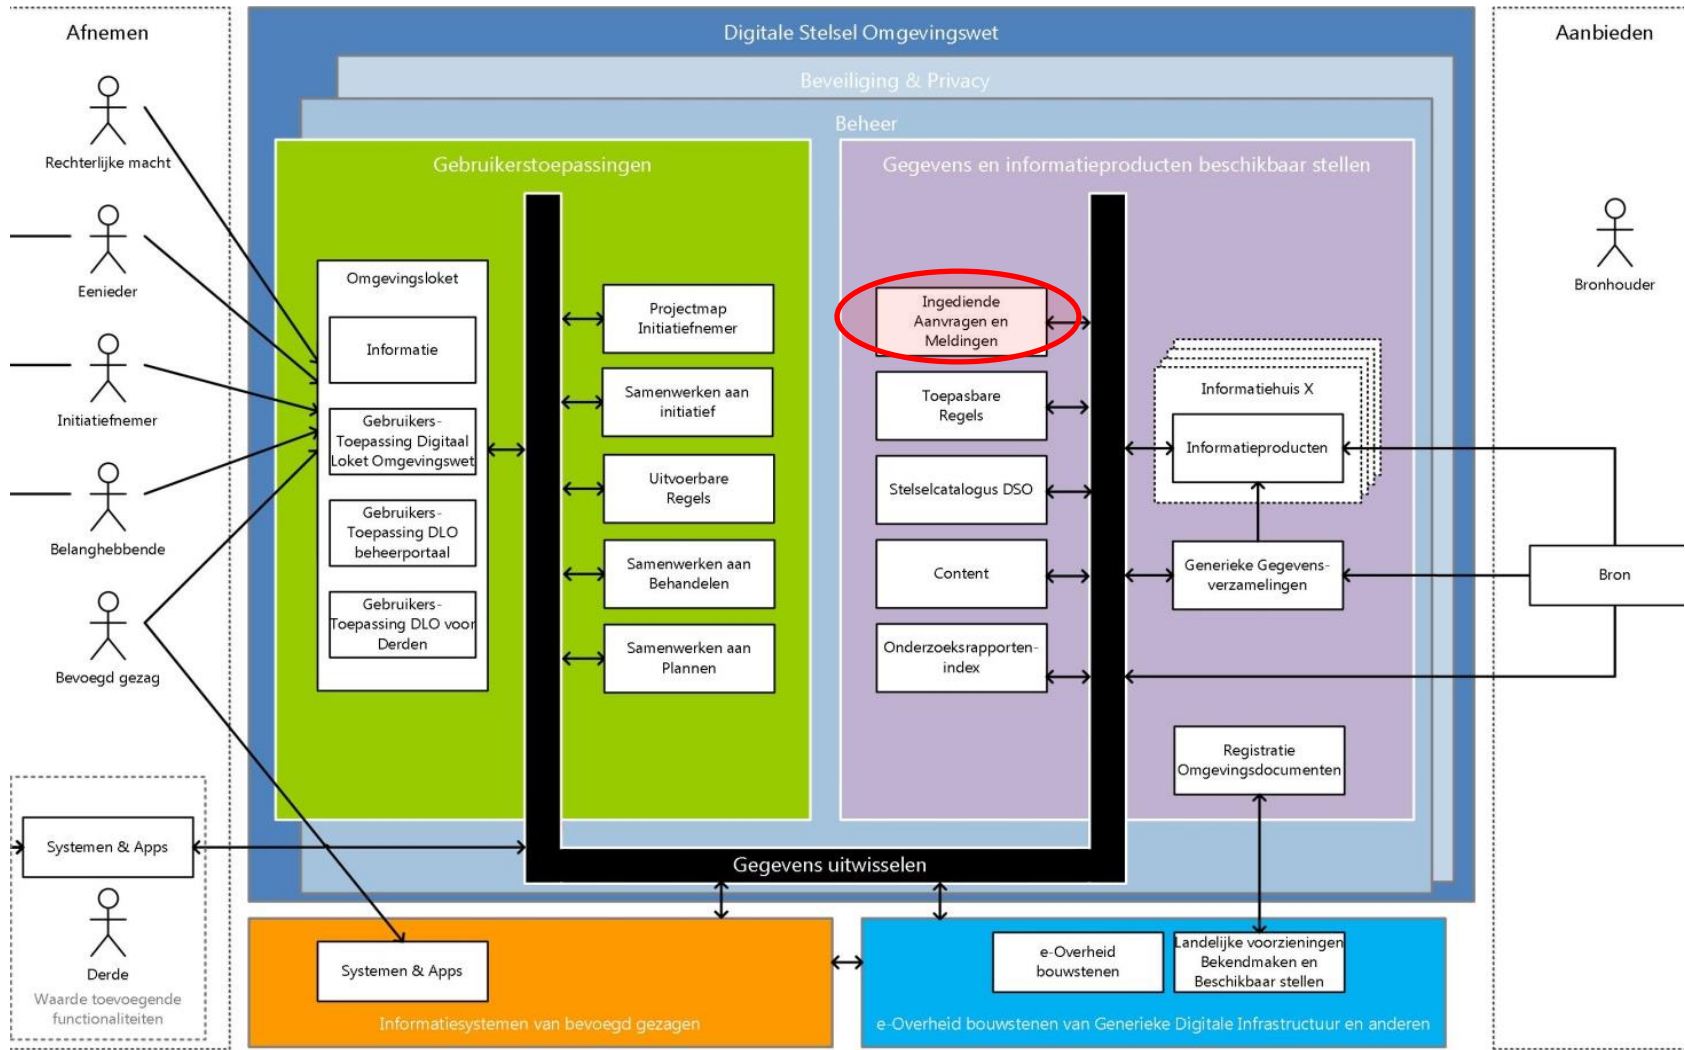 Afnemen
Rechterlijke macht
Eenieder
Initiatiefnemer
Belanghebbende
Bevoegd gezag
Systemen & Apps
Derde
Waarde toevoegende
functionaliteiten
Digitale Stelsel Omgevingswet
Beveiliging & Privacy
Beheer
Gebruikerstoepassingen
Omgevingsloket
Informatie
Gebruikers-
Toepassing Digitaal
Loket Omgevingswet
Gebruikers-
Toepassing DLO
beheerportaal
Gebruikers-
Toepassing DLO voor
Derden
Projectmap
Initiatiefnemer
Samenwerken aan
initiatief
Uitvoerbare
Regels
Samenwerken aan
Behandelen
Samenwerken aan
Plannen
Gegevens en informatieproducten beschikbaar stellen
Ingediende
Aanvragen en
Meldingen
Toepasbare
Regels
Stelselcatalogus DSO
Content
Onderzoeksrapporten-
index
Informatiehuis X
Informatieproducten
Generieke Gegevens-
verzamelingen
Registratie
Omgevingsdocumenten
Gegevens uitwisselen
Systemen & Apps
Informatiesystemen van bevoegd gezagen
e-Overheid
bouwstenen
Landelijke voorzieningen
Bekendmaken en
Beschikbaar stellen
e-Overheid bouwstenen van Generieke Digitale Infrastructuur en anderen
Aanbieden
Bronhouder
Bron